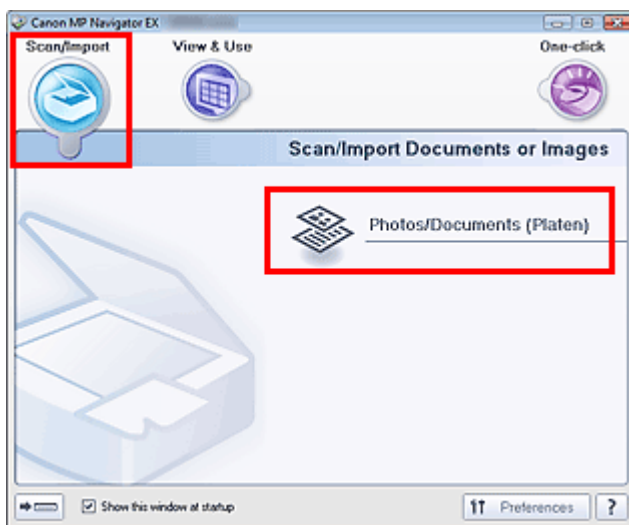 Canon MP Navigator EX
Scan/Import
View & Use
One-click
Scan/Import Documents or Images
Photos/Documents (Platen)
Show this window at startup
Preferences
?